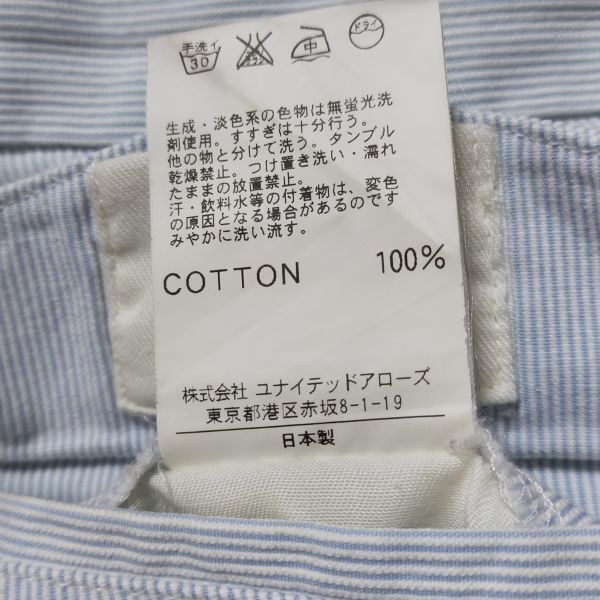 手洗イ
30
エンソサラシ
中
ドライ
生成・淡色系の色物は無蛍光洗
剤使用。すすぎは十分行う。
他の物と分けて洗う。タンブル
乾燥禁止。つけ置き洗い・濡れ
たままの放置禁止。
汗・飲料水等の付着物は、変色
の原因となる場合があるのです
みやかに洗い流す。
COTTON 100%
株式会社 ユナイテッドアローズ
東京都港区赤坂8-1-19
日本製